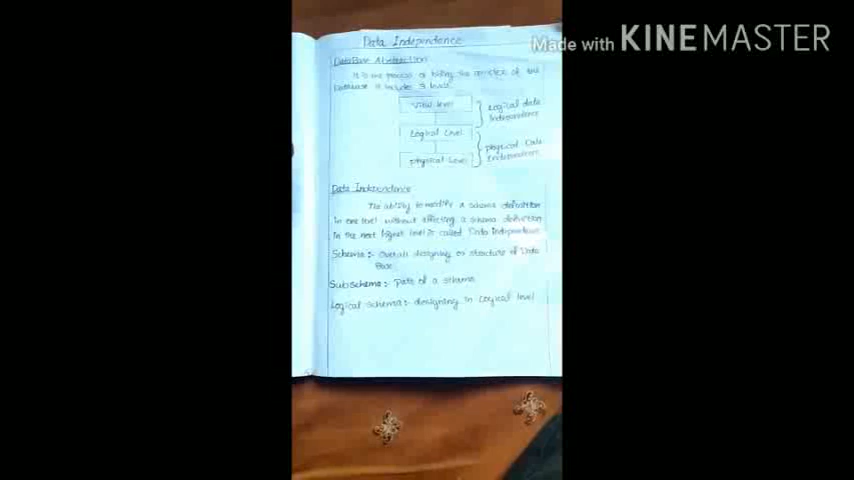 Made with KINEMASTER
Data Independence
DataBase Abstraction
It is the process of hiding the complex of the
DataBase it includes 3 levels
View level
Logical data
Independence
Logical Level
physical Data
Independence
physical Level
Data Independence
The ability to modify a schema definition
in one level without affecting a schema definition
in the next higher level is called Data Independence
Schema :- Overall designing or structure of Data
Base
Subschema :- Part of a schema
Logical schema :- designing in Logical level